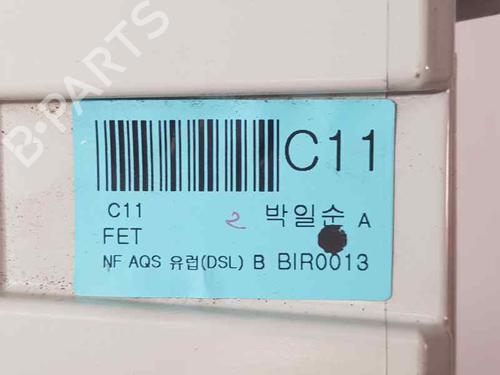 B-PARTS
C11
C11 2 박일순 A
FET
NF AQS 유럽(DSL) B BIR0013